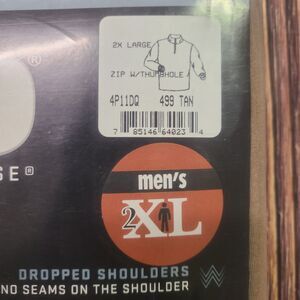 2X LARGE
ZIP W/THUMBHOLE
4P11DQ 499 TAN
7 85146 64023 4
®
SE®
men's
2XL
DROPPED SHOULDERS
NO SEAMS ON THE SHOULDER